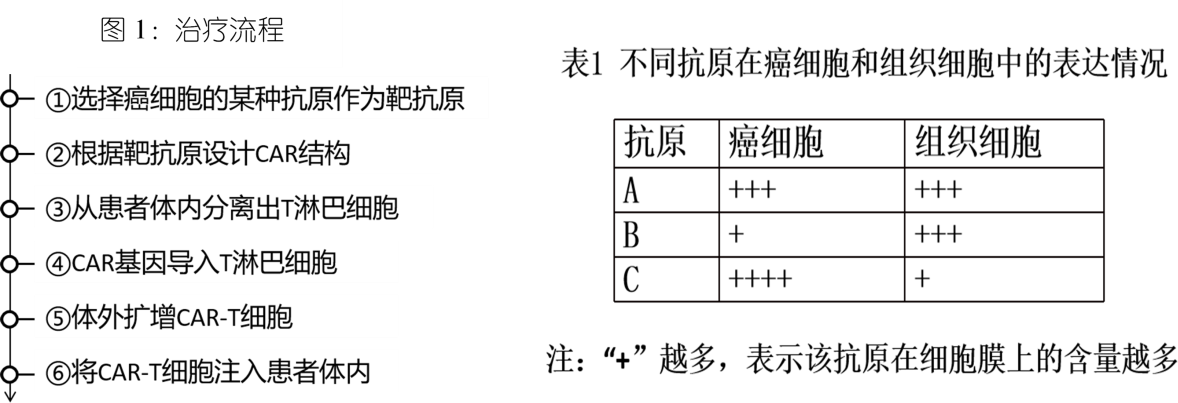 图 1：治疗流程
①选择癌细胞的某种抗原作为靶抗原
②根据靶抗原设计CAR结构
③从患者体内分离出T淋巴细胞
④CAR基因导入T淋巴细胞
⑤体外扩增CAR-T细胞
⑥将CAR-T细胞注入患者体内
表1 不同抗原在癌细胞和组织细胞中的表达情况
抗原 癌细胞 组织细胞
A +++ +++
B + +++
C ++++ +
注：“+”越多，表示该抗原在细胞膜上的含量越多